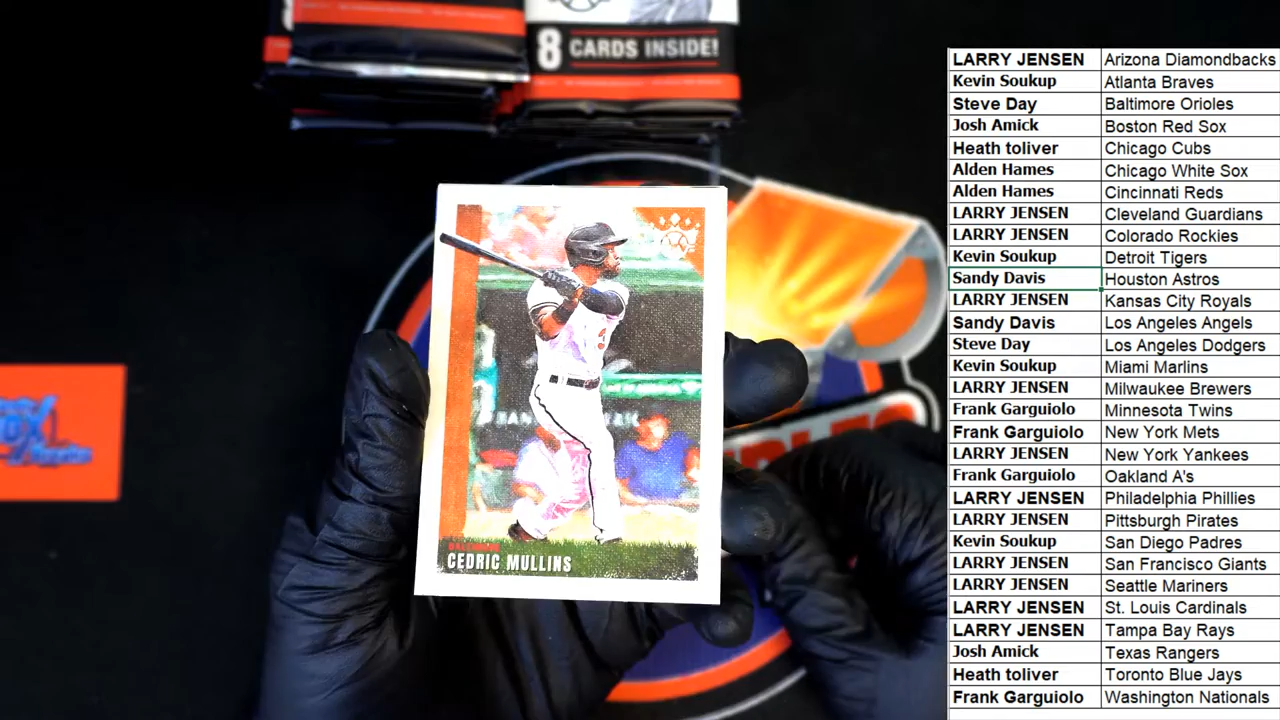 8 CARDS INSIDE!
BALTIMORE
CEDRIC MULLINS
LARRY JENSEN Arizona Diamondbacks
Kevin Soukup Atlanta Braves
Steve Day Baltimore Orioles
Josh Amick Boston Red Sox
Heath toliver Chicago Cubs
Alden Hames Chicago White Sox
Alden Hames Cincinnati Reds
LARRY JENSEN Cleveland Guardians
LARRY JENSEN Colorado Rockies
Kevin Soukup Detroit Tigers
Sandy Davis Houston Astros
LARRY JENSEN Kansas City Royals
Sandy Davis Los Angeles Angels
Steve Day Los Angeles Dodgers
Kevin Soukup Miami Marlins
LARRY JENSEN Milwaukee Brewers
Frank Garguiolo Minnesota Twins
Frank Garguiolo New York Mets
LARRY JENSEN New York Yankees
Frank Garguiolo Oakland A's
LARRY JENSEN Philadelphia Phillies
LARRY JENSEN Pittsburgh Pirates
Kevin Soukup San Diego Padres
LARRY JENSEN San Francisco Giants
LARRY JENSEN Seattle Mariners
LARRY JENSEN St. Louis Cardinals
LARRY JENSEN Tampa Bay Rays
Josh Amick Texas Rangers
Heath toliver Toronto Blue Jays
Frank Garguiolo Washington Nationals